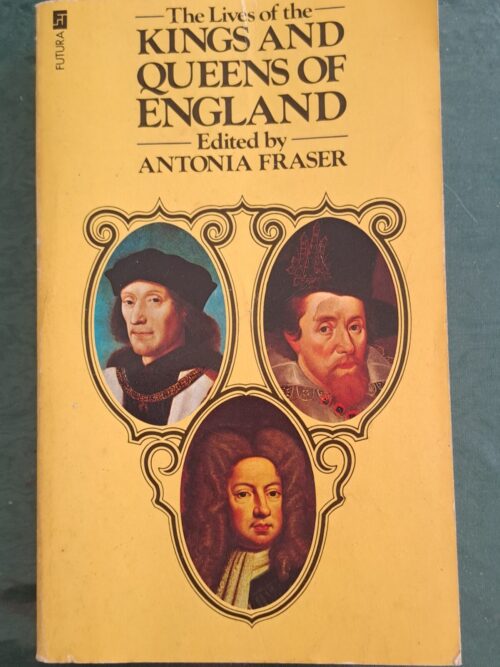 FUTURA
The Lives of the
KINGS AND
QUEENS OF
ENGLAND
Edited by
ANTONIA FRASER